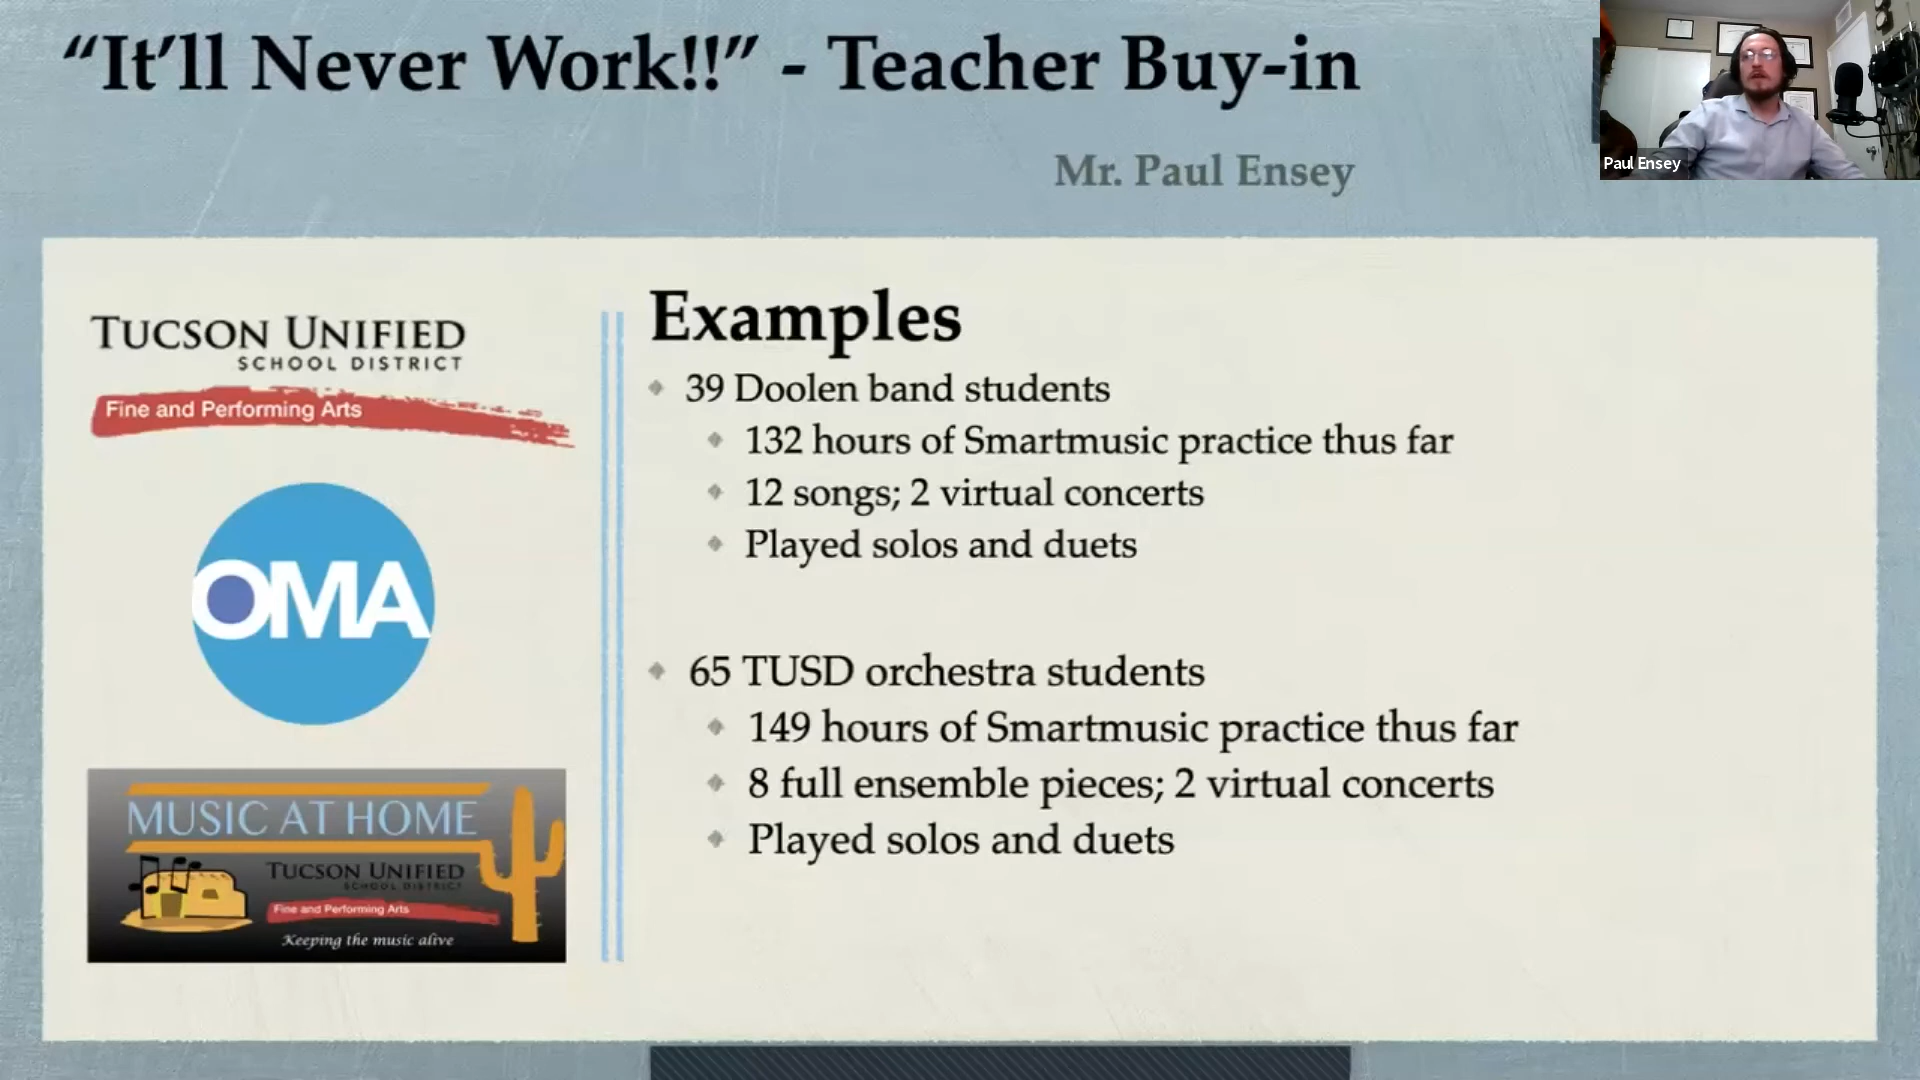 “It’ll Never Work!!” - Teacher Buy-in
Mr. Paul Ensey
Paul Ensey
TUCSON UNIFIED
SCHOOL DISTRICT
Fine and Performing Arts
OMA
MUSIC AT HOME
TUCSON UNIFIED
SCHOOL DISTRICT
Fine and Performing Arts
Keeping the music alive
Examples
39 Doolen band students
132 hours of Smartmusic practice thus far
12 songs; 2 virtual concerts
Played solos and duets
65 TUSD orchestra students
149 hours of Smartmusic practice thus far
8 full ensemble pieces; 2 virtual concerts
Played solos and duets